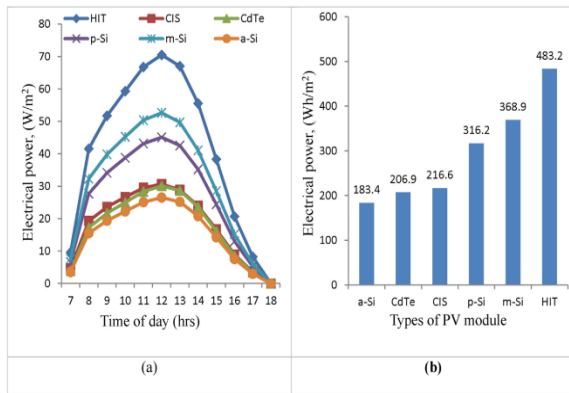 HIT CIS CdTe
p-Si m-Si a-Si
Electrical power, (W/m²)
80
70
60
50
40
30
20
10
0
7 8 9 10 11 12 13 14 15 16 17 18
Time of day (hrs)
(a)
Electrical power, (Wh/m²)
600
500
400
300
200
100
0
183.4 206.9 216.6 316.2 368.9 483.2
a-Si CdTe CIS p-Si m-Si HIT
Types of PV module
(b)